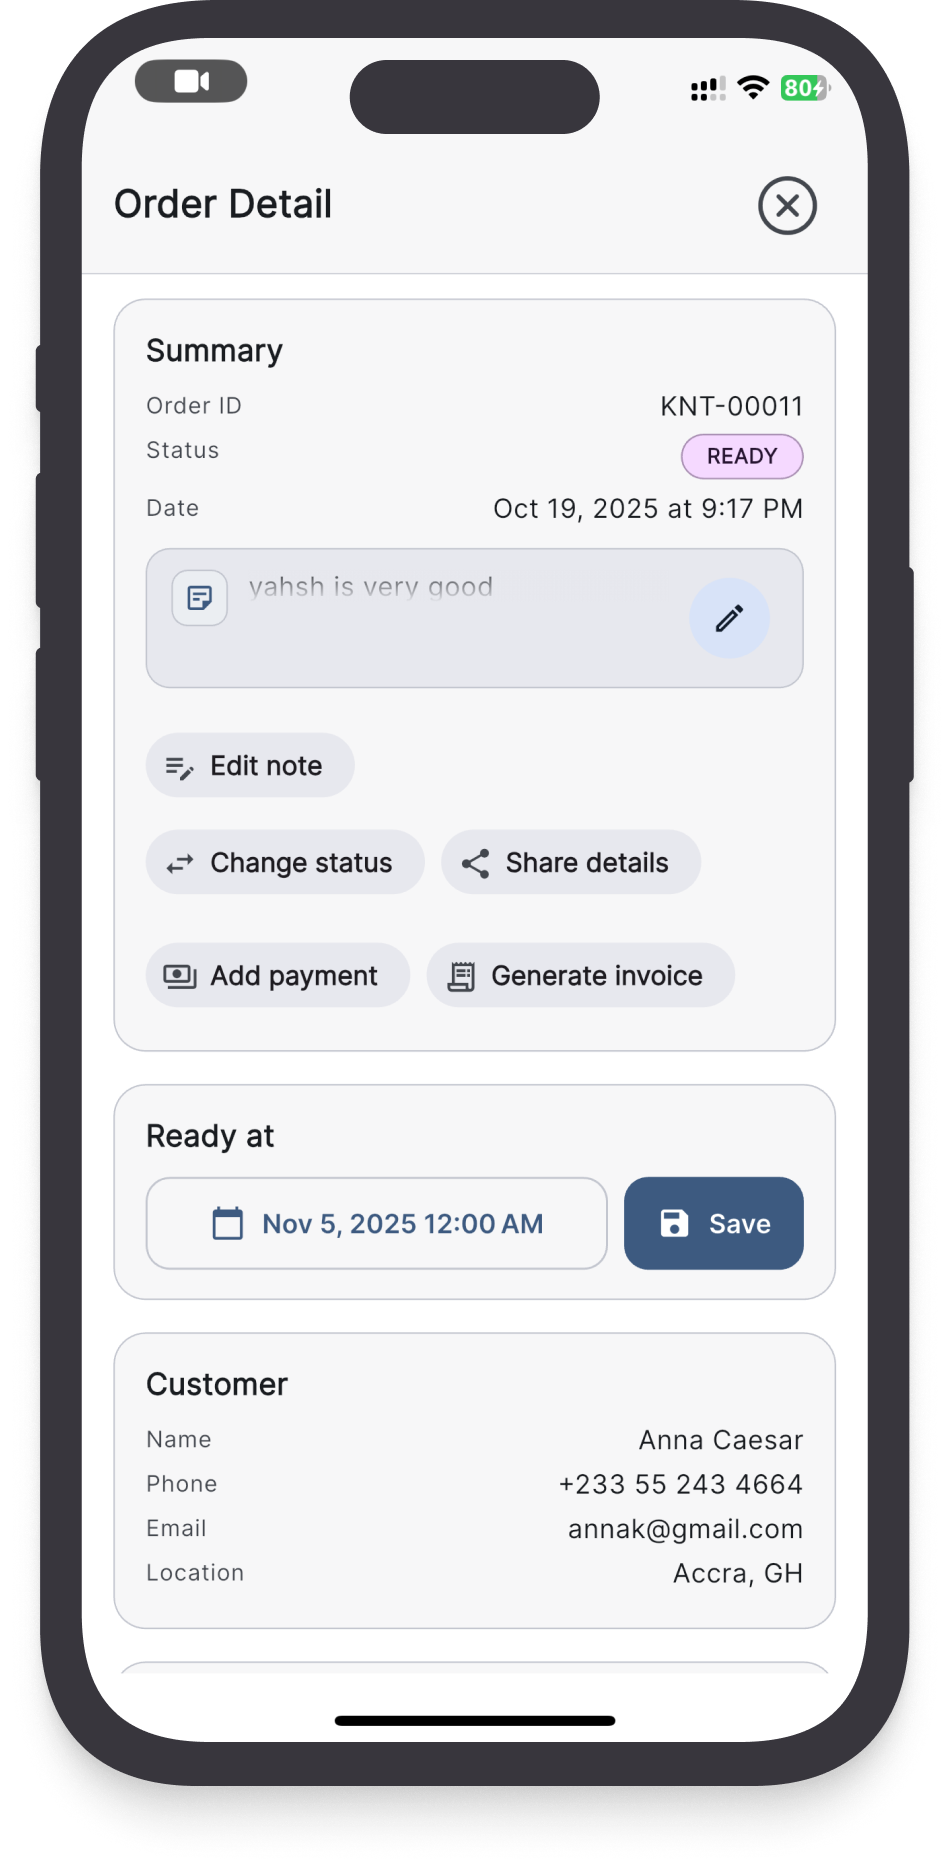 80
Order Detail
Summary
Order ID KNT-00011
Status READY
Date Oct 19, 2025 at 9:17 PM
yahsh is very good
Edit note
Change status Share details
Add payment Generate invoice
Ready at
Nov 5, 2025 12:00 AM Save
Customer
Name Anna Caesar
Phone +233 55 243 4664
Email annak@gmail.com
Location Accra, GH